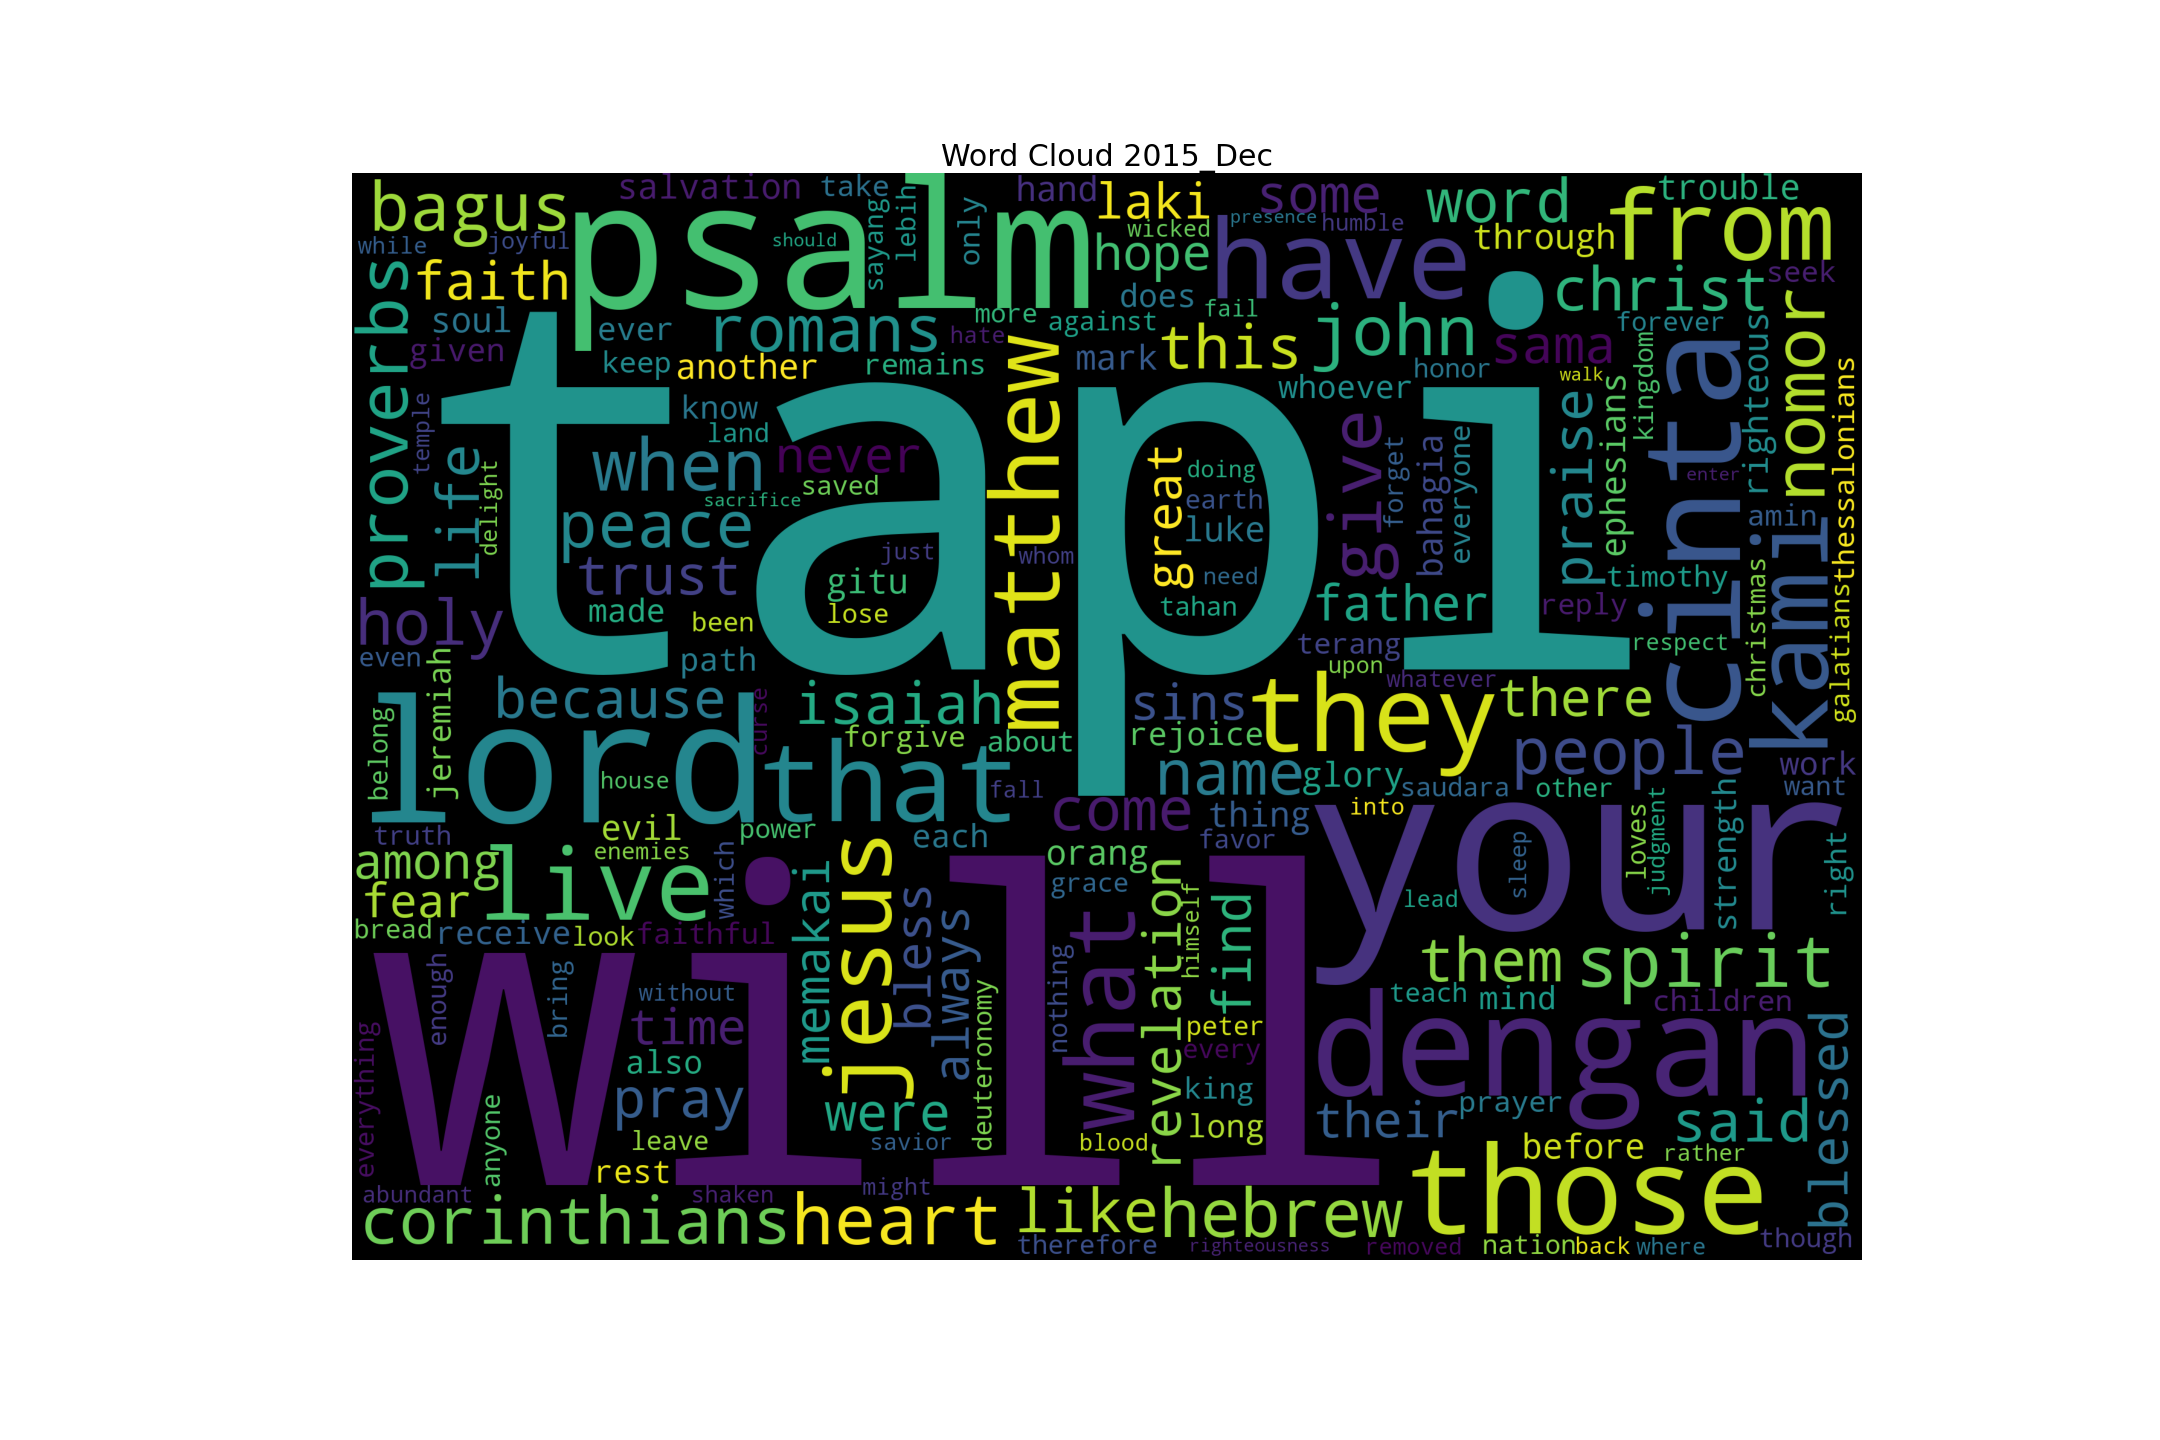 Word Cloud 2015_Dec
bagus psalm salvation take lebih sayang only hand laki some word trouble from
while joyful should wicked presence humble through have
proverbs faith hope christ seek nomor
soul ever romans more against does fail this john sama forever righteous
given keep another hate remains mark whoever honor walk kingdom cinta thessalonians
tapi matthew
temple know land never when saved doing great give forget bahagia everyone praise ephesians enter
life delight sacrifice peace earth luke amin kami
trust just gitu whom need timothy christmas galatians
holy made been lose tahan father reply respect
even jeremiah path terang upon whatever
because isaiah sins they there
lord curse that forgive about rejoice people work
belong house fall name glory saudara other want
truth evil power each come thing into your judgment loves strength right sleep
among enemies which favor orang
fear live jesus memakai bless grace lead
bread receive look faithful always what revelation himself find them spirit
will enough bring without deuteronomy nothing teach mind children
everything time peter every dengan blessed
also king
pray anyone were long their prayer said
leave savior blood before rather
rest those
abundant shaken might
corinthians heart like hebrew
therefore righteousness removed nation back where though